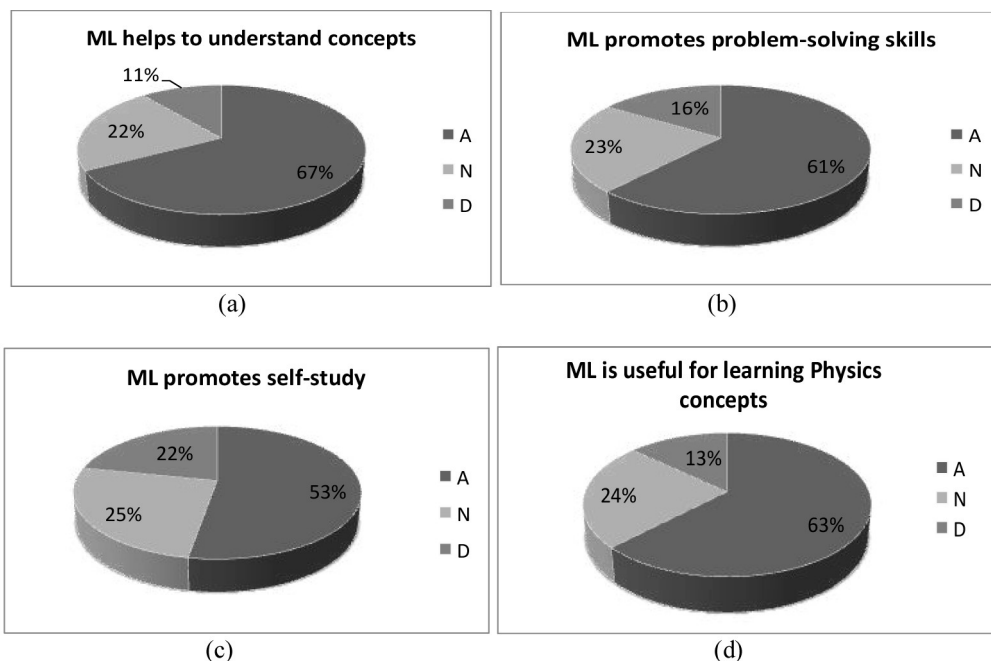 ML helps to understand concepts
11%
22%
67%
A
N
D
(a)
ML promotes problem-solving skills
16%
23%
61%
A
N
D
(b)
ML promotes self-study
22%
25%
53%
A
N
D
(c)
ML is useful for learning Physics
concepts
13%
24%
63%
A
N
D
(d)